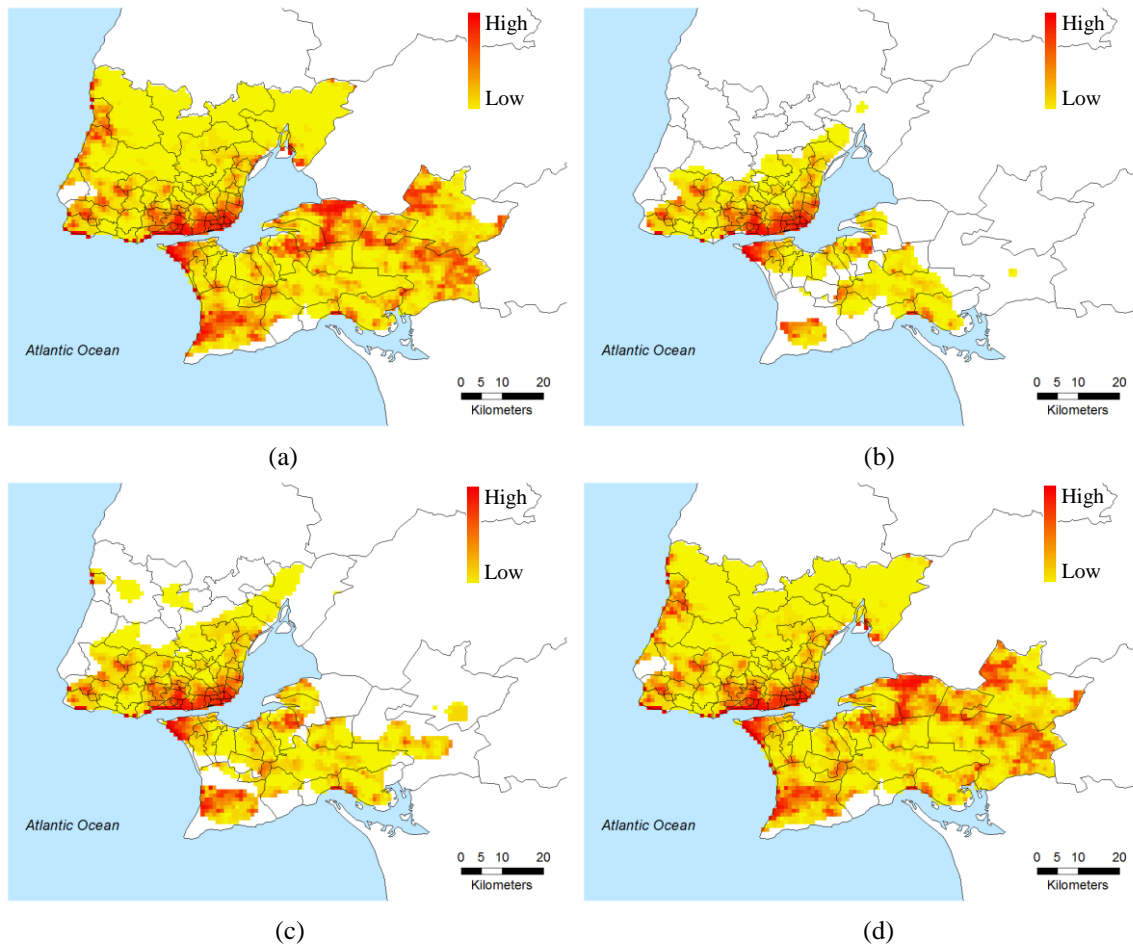 High
Low
Atlantic Ocean
0 5 10 20
Kilometers
(a)
High
Low
Atlantic Ocean
0 5 10 20
Kilometers
(b)
High
Low
Atlantic Ocean
0 5 10 20
Kilometers
(c)
High
Low
Atlantic Ocean
0 5 10 20
Kilometers
(d)